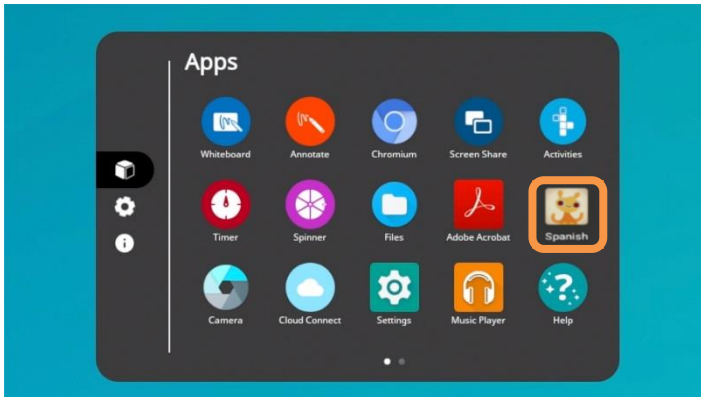 Apps
Whiteboard Annotate Chromium Screen Share Activities
Timer Spinner Files Adobe Acrobat Spanish
Camera Cloud Connect Settings Music Player Help